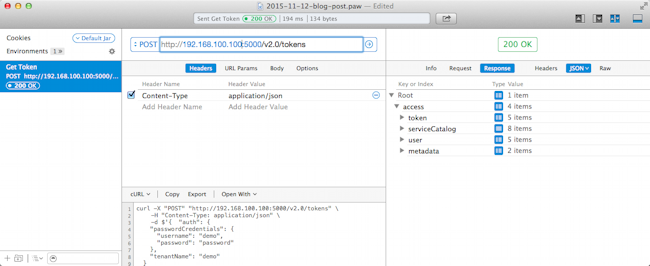 2015-11-12-blog-post.paw — Edited
Sent Get Token | 194 ms | 134 bytes
Cookies Default Jar
Environments 1 »
Get Token
POST http://192.168.100.100:5000/...
200 OK
POST http://192.168.100.100:5000/v2.0/tokens
Headers URL Params Body Options
Header Name Header Value
Content-Type application/json
Add Header Name Add Header Value
cURL Copy Export Open With
1 curl -X "POST" "http://192.168.100.100:5000/v2.0/tokens" \
2 -H "Content-Type: application/json" \
3 -d $'{ "auth": {
4 "passwordCredentials": {
5 "username": "demo",
6 "password": "password"
7 },
8 "tenantName": "demo"
9 }
200 OK
Info Request Response Headers JSON Raw
Key or Index Type Value
Root 1 item
access 4 items
token 5 items
serviceCatalog 8 items
user 5 items
metadata 2 items